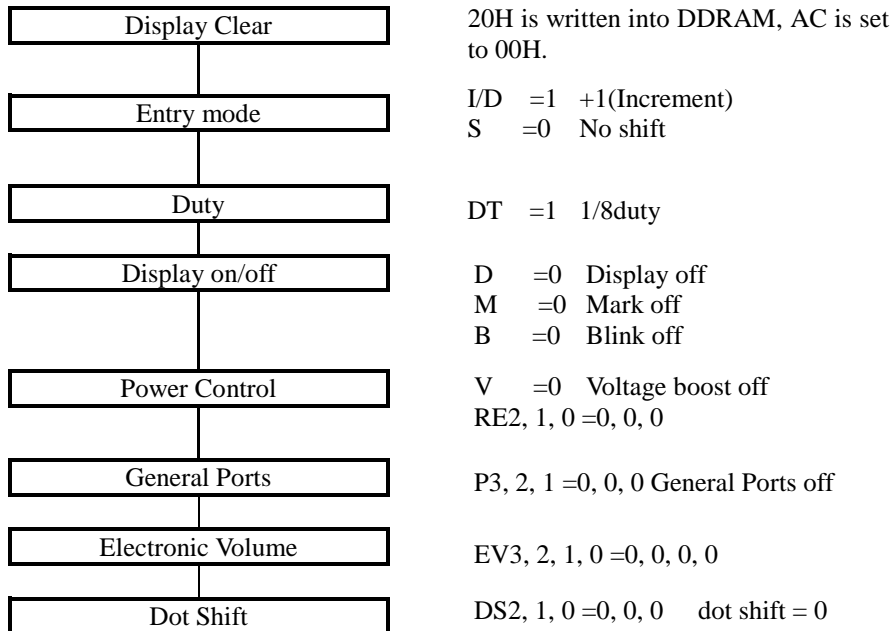 Display Clear
20H is written into DDRAM, AC is set
to 00H.
Entry mode
I/D =1 +1(Increment)
S =0 No shift
Duty
DT =1 1/8duty
Display on/off
D =0 Display off
M =0 Mark off
B =0 Blink off
Power Control
V =0 Voltage boost off
RE2, 1, 0 =0, 0, 0
General Ports
P3, 2, 1 =0, 0, 0 General Ports off
Electronic Volume
EV3, 2, 1, 0 =0, 0, 0, 0
Dot Shift
DS2, 1, 0 =0, 0, 0 dot shift = 0